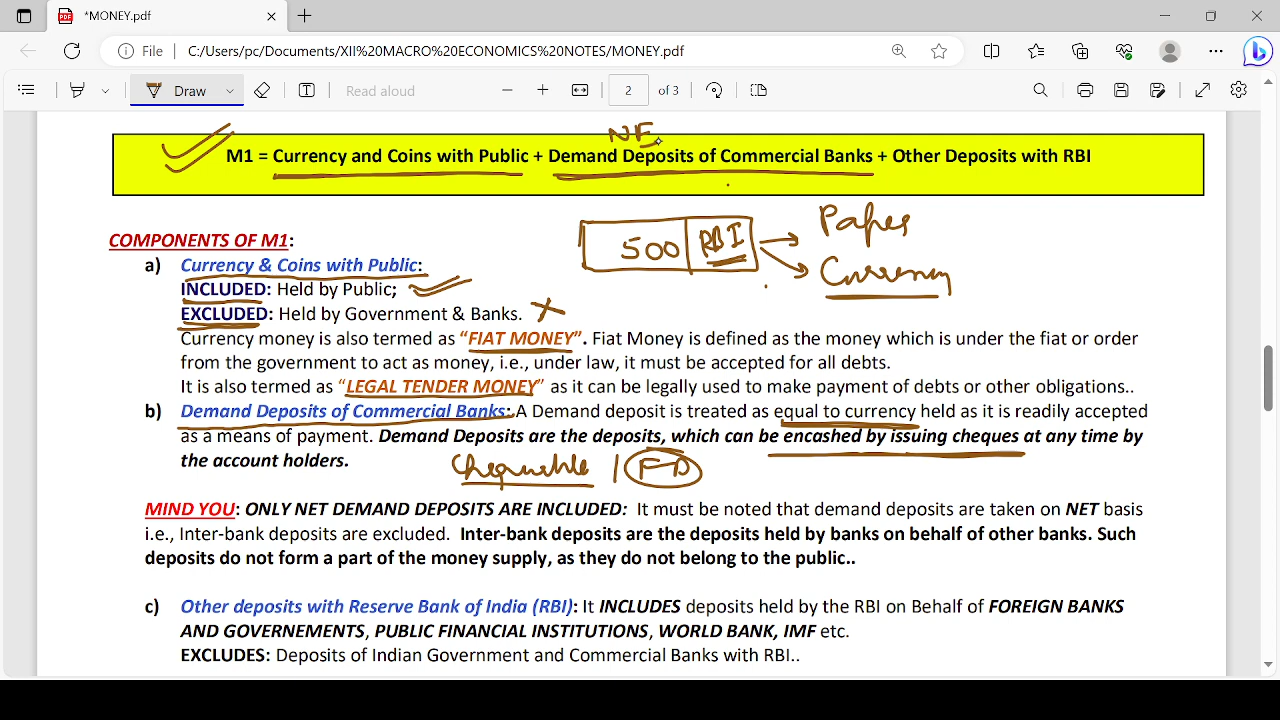 *MONEY.pdf
File C:/Users/pc/Documents/XII%20MACRO%20ECONOMICS%20NOTES/MONEY.pdf
Draw Read aloud 2 of 3
M1 = Currency and Coins with Public + Demand Deposits of Commercial Banks + Other Deposits with RBI
COMPONENTS OF M1:
500 RBI
Paper
Currency
a) Currency & Coins with Public:
INCLUDED: Held by Public;
EXCLUDED: Held by Government & Banks.
Currency money is also termed as “FIAT MONEY”. Fiat Money is defined as the money which is under the fiat or order
from the government to act as money, i.e., under law, it must be accepted for all debts.
It is also termed as “LEGAL TENDER MONEY” as it can be legally used to make payment of debts or other obligations..
b) Demand Deposits of Commercial Banks: A Demand deposit is treated as equal to currency held as it is readily accepted
as a means of payment. Demand Deposits are the deposits, which can be encashed by issuing cheques at any time by
the account holders.
Chequable | FD
MIND YOU: ONLY NET DEMAND DEPOSITS ARE INCLUDED: It must be noted that demand deposits are taken on NET basis
i.e., Inter-bank deposits are excluded. Inter-bank deposits are the deposits held by banks on behalf of other banks. Such
deposits do not form a part of the money supply, as they do not belong to the public..
c) Other deposits with Reserve Bank of India (RBI): It INCLUDES deposits held by the RBI on Behalf of FOREIGN BANKS
AND GOVERNEMENTS, PUBLIC FINANCIAL INSTITUTIONS, WORLD BANK, IMF etc.
EXCLUDES: Deposits of Indian Government and Commercial Banks with RBI..